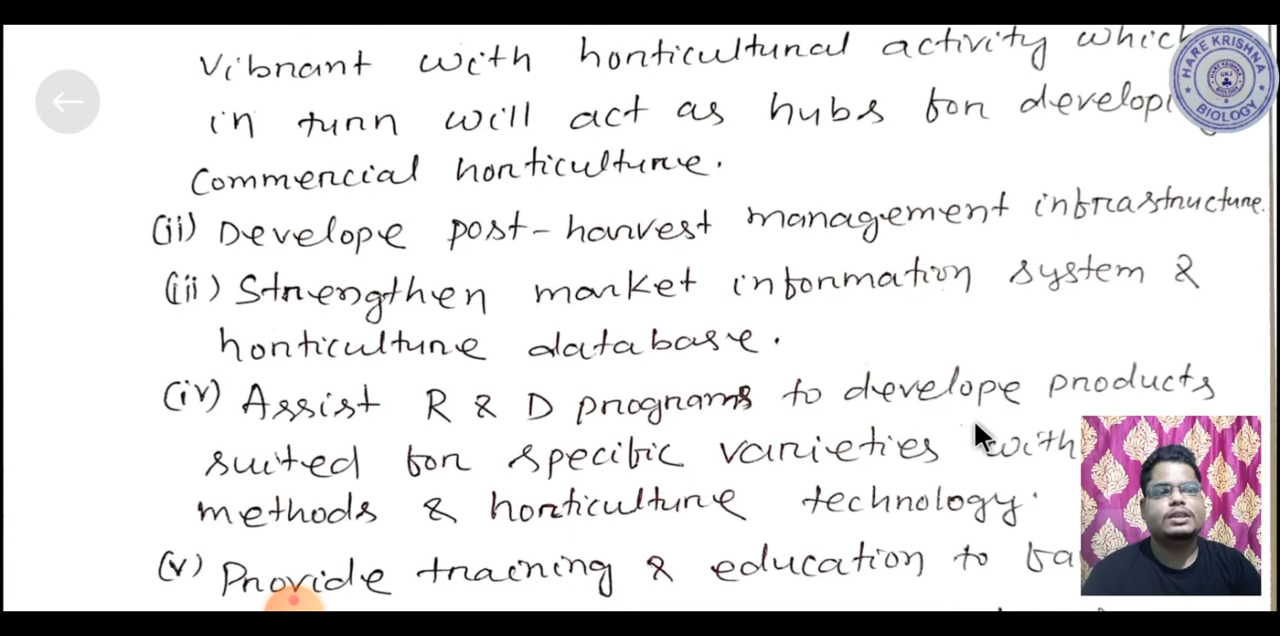 vibrant with horticultural activity which
in turn will act as hubs for
commercial horticulture.
(ii) Develope post-harvest management infrastructure.
(iii) Strengthen market information system &
horticulture database.
(iv) Assist R & D programs to develope products
suited for specific varieties with
methods & horticulture technology.
(v) Provide training & education to
HARE KRISHNA
BIOLOGY